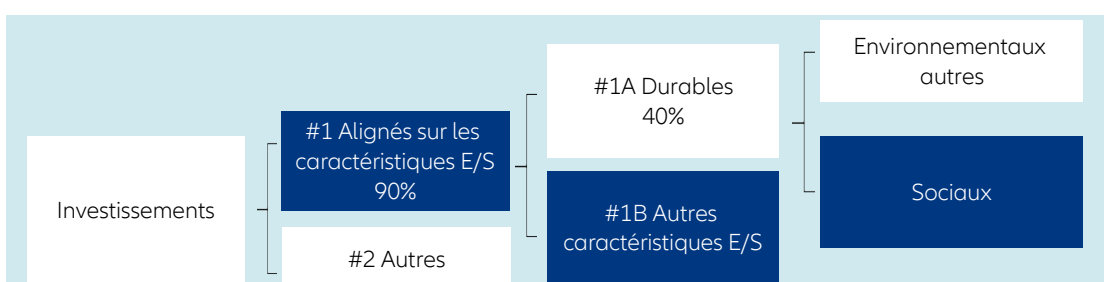 Investissements
#1 Alignés sur les
caractéristiques E/S
90%
#2 Autres
#1A Durables
40%
#1B Autres
caractéristiques E/S
Environnementaux
autres
Sociaux